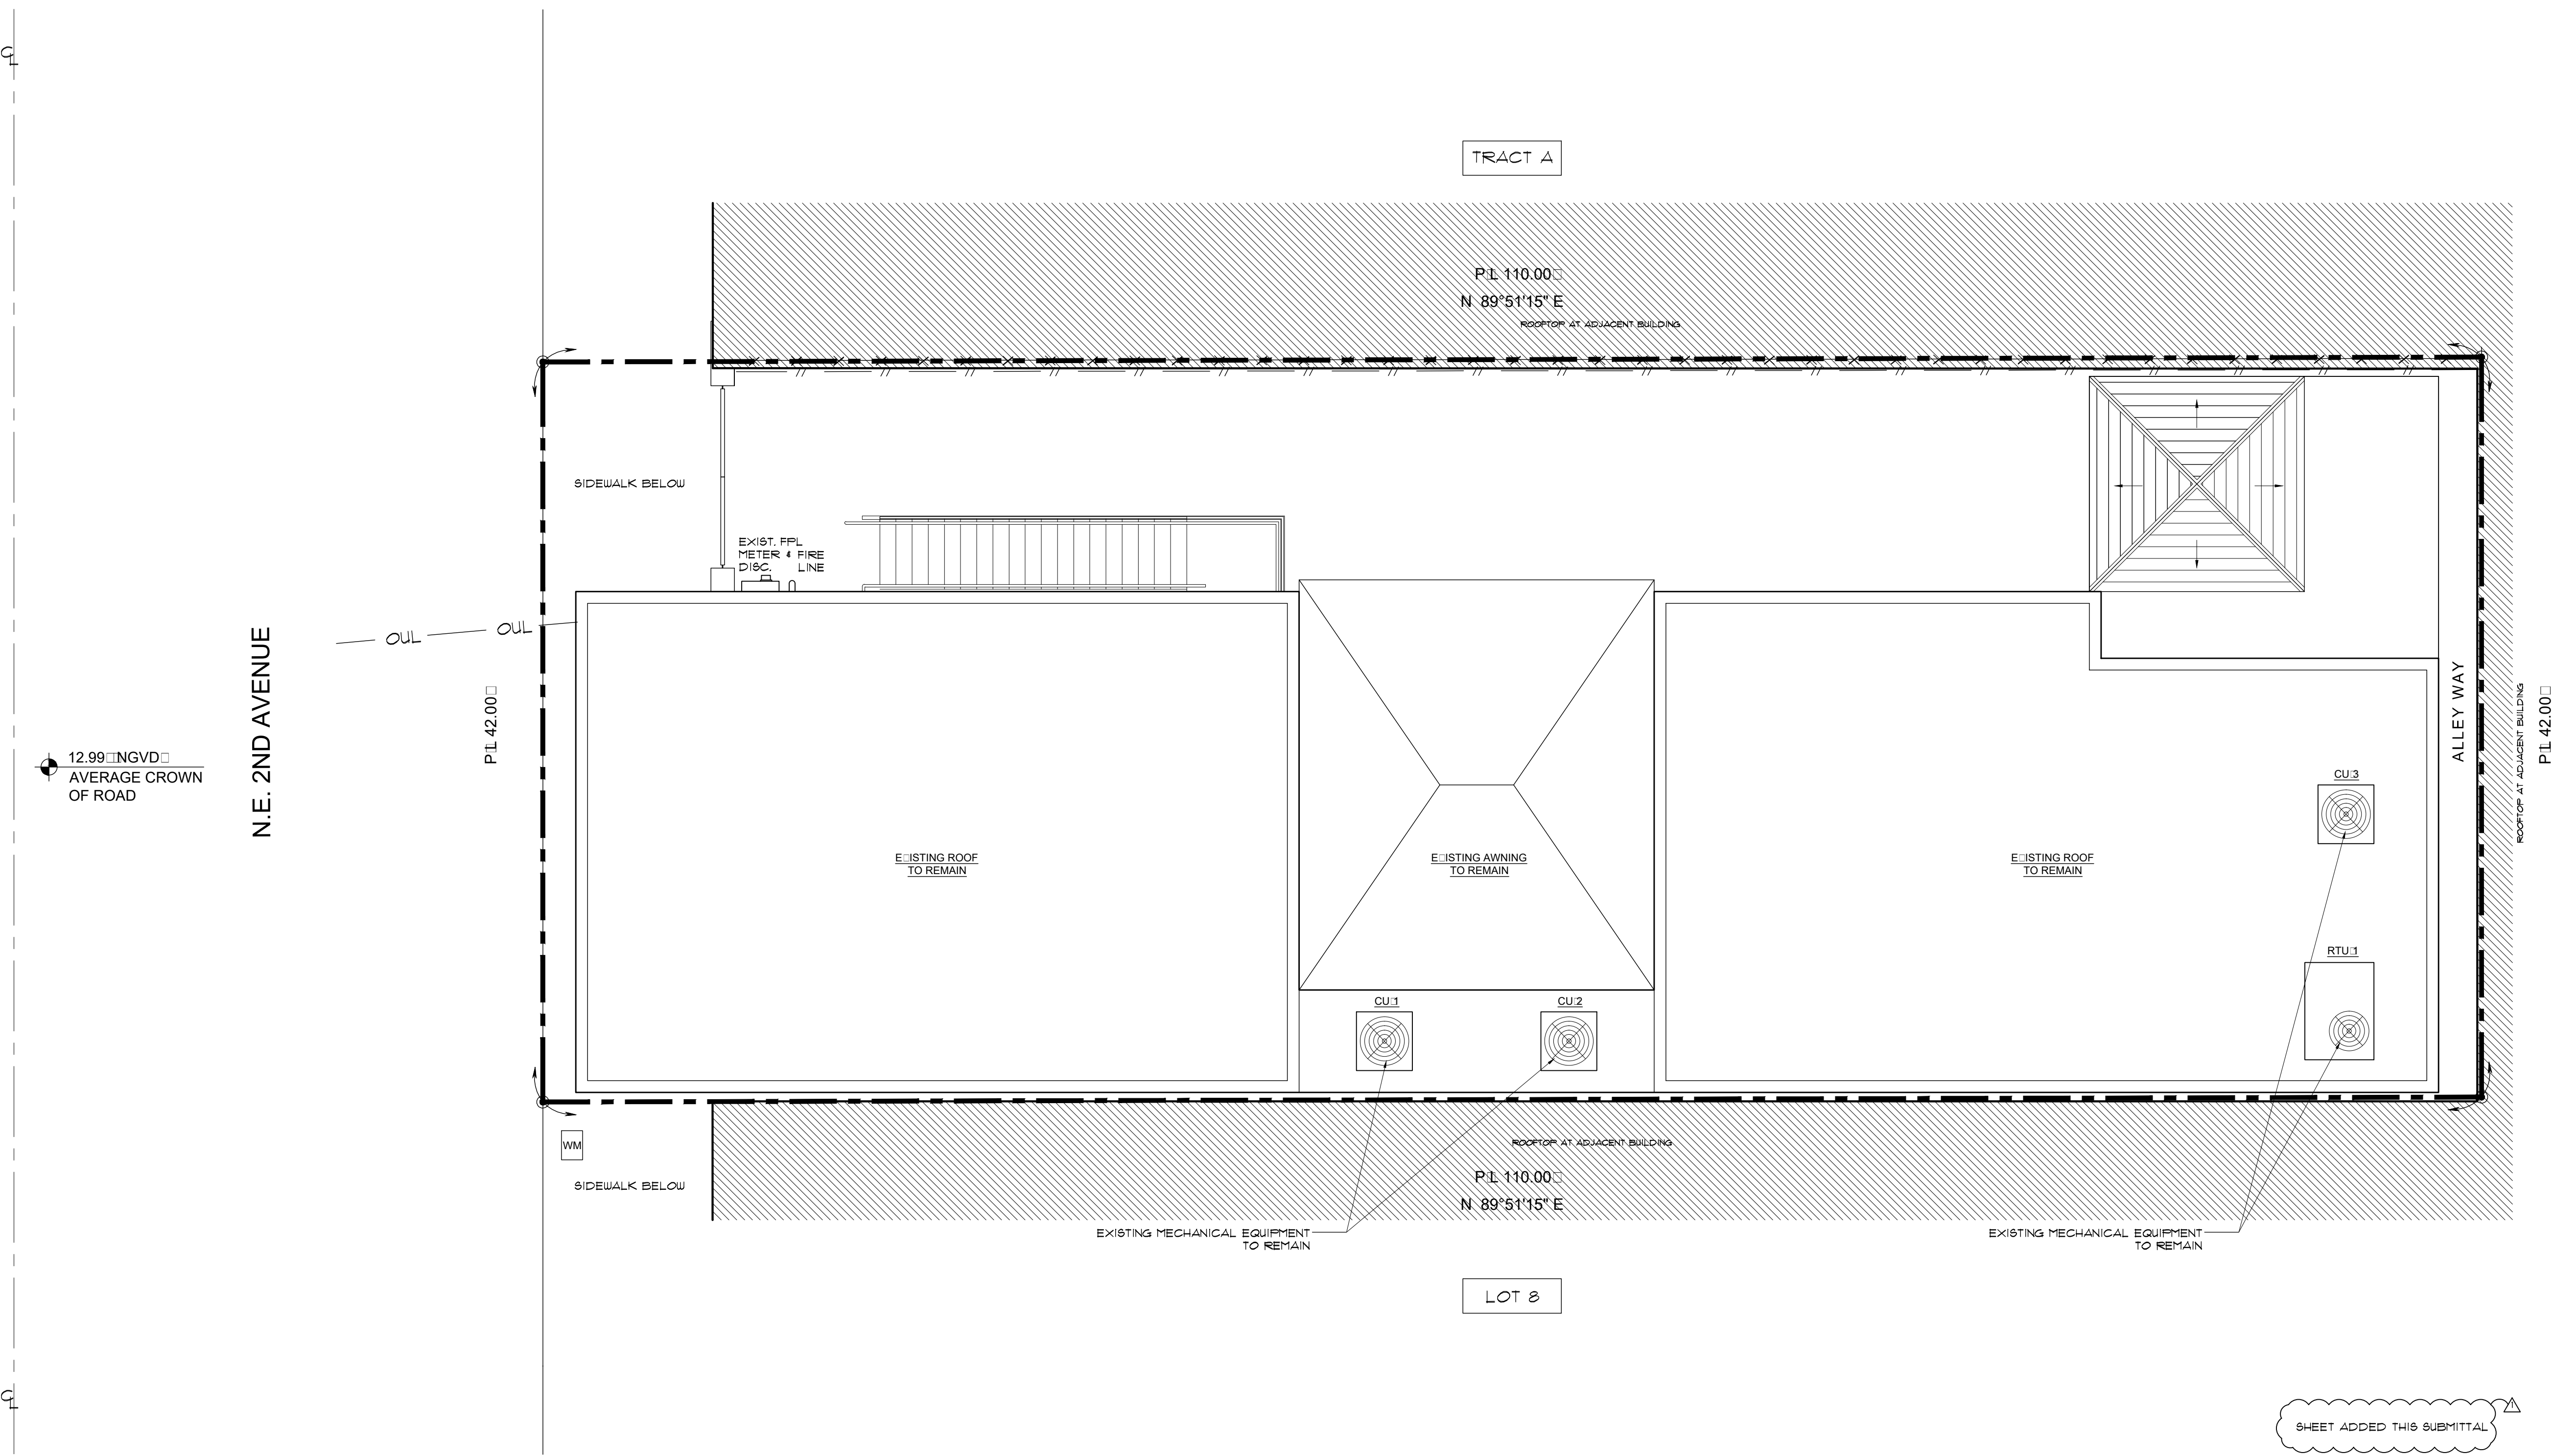 TRACT A
P□L 110.00□
N 89°51'15" E
ROOFTOP AT ADJACENT BUILDING
SIDEWALK BELOW
EXIST. FPL
METER & FIRE
DISC. LINE
OUL
OUL
N.E. 2ND AVENUE
P□L 42.00□
12.99□□NGVD□
AVERAGE CROWN
OF ROAD
E□ISTING ROOF
TO REMAIN
E□ISTING AWNING
TO REMAIN
E□ISTING ROOF
TO REMAIN
ALLEY WAY
ROOFTOP AT ADJACENT BUILDING
P□L 42.00□
CU□3
RTU□1
CU□1
CU□2
WM
SIDEWALK BELOW
ROOFTOP AT ADJACENT BUILDING
P□L 110.00□
N 89°51'15" E
EXISTING MECHANICAL EQUIPMENT
TO REMAIN
EXISTING MECHANICAL EQUIPMENT
TO REMAIN
LOT 8
1
SHEET ADDED THIS SUBMITTAL